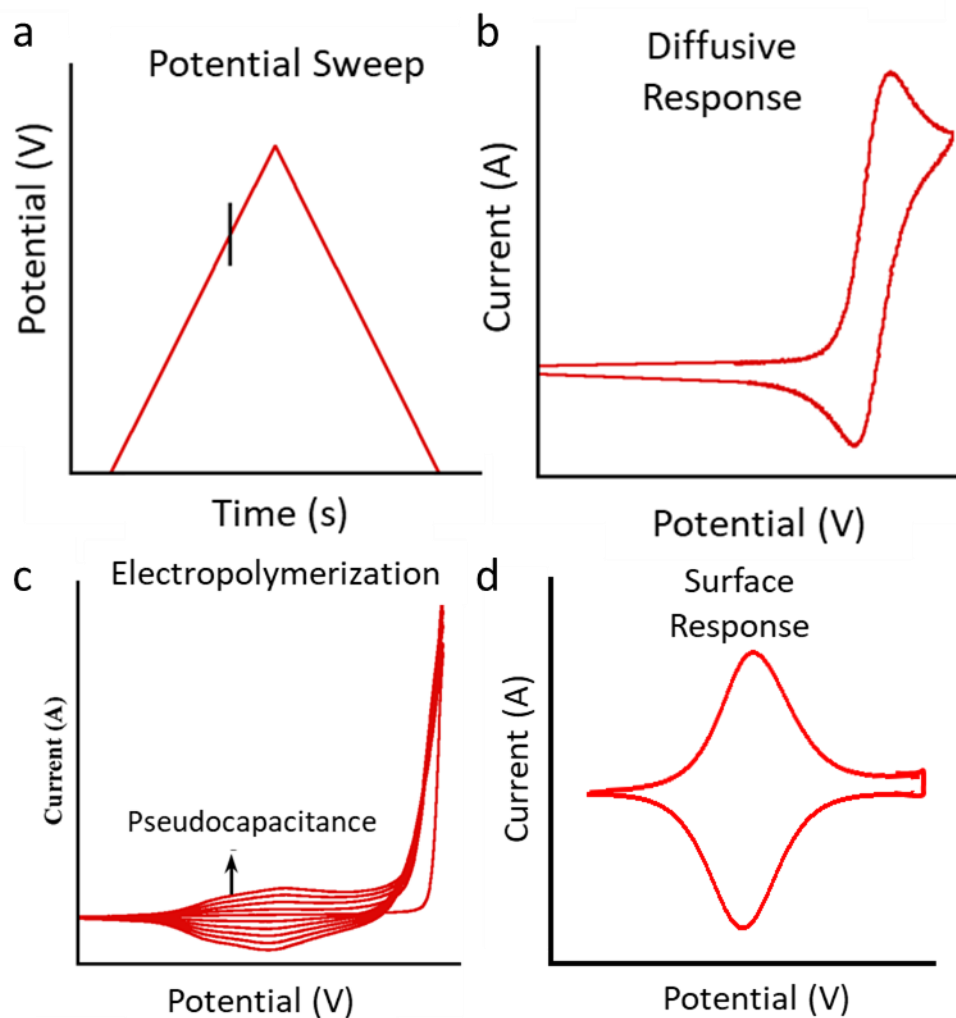 a
Potential Sweep
Potential (V)
Time (s)
b
Diffusive
Response
Current (A)
Potential (V)
c
Electropolymerization
Current (A)
Pseudocapacitance
Potential (V)
d
Surface
Response
Current (A)
Potential (V)